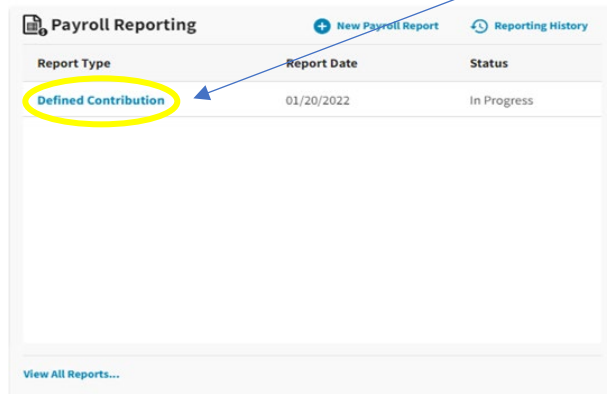 Payroll Reporting New Payroll Report Reporting History
Report Type Report Date Status
Defined Contribution 01/20/2022 In Progress
View All Reports...